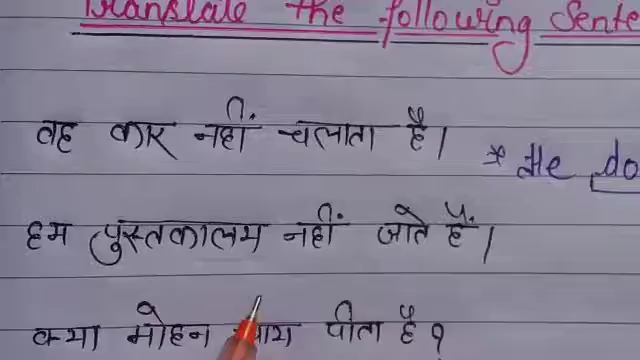 Translate the following Sente
वह कार नहीं चलाता है।
* He do
हम पुस्तकालय नहीं जाते हैं।
क्या मोहन चाय पीता है?